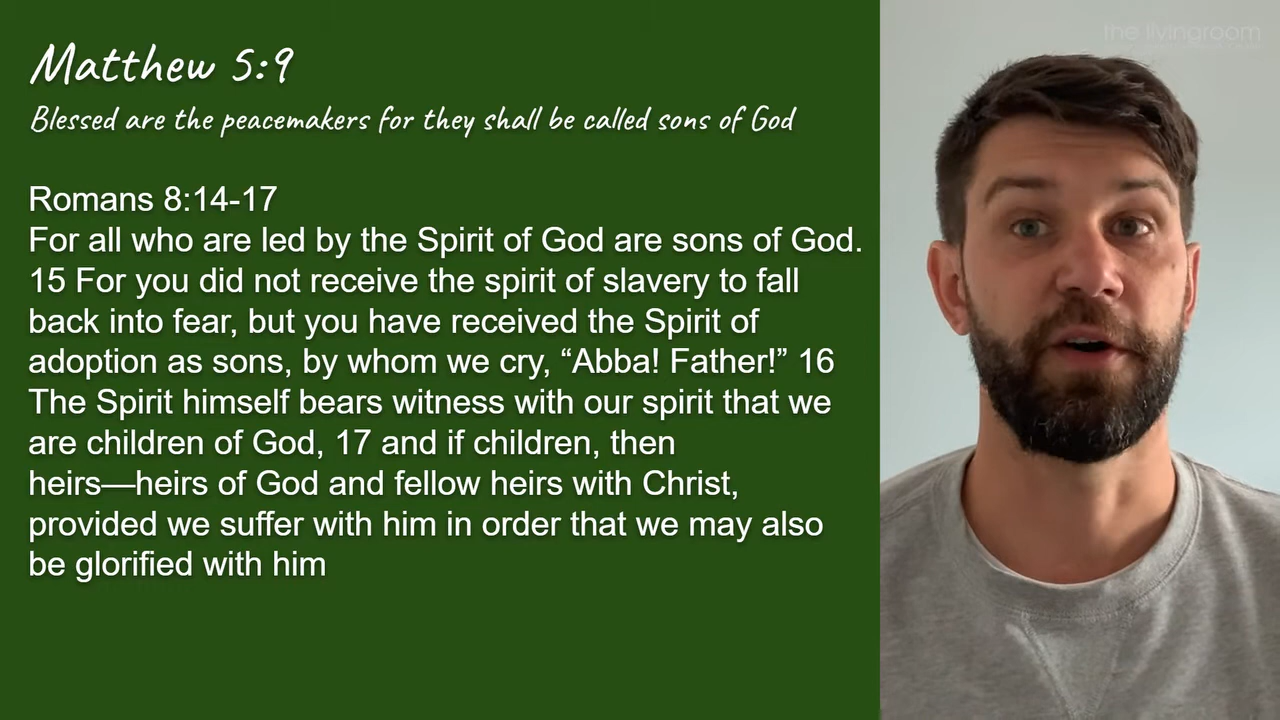 the livingroom
Matthew 5:9
Blessed are the peacemakers for they shall be called sons of God
Romans 8:14-17
For all who are led by the Spirit of God are sons of God.
15 For you did not receive the spirit of slavery to fall
back into fear, but you have received the Spirit of
adoption as sons, by whom we cry, “Abba! Father!” 16
The Spirit himself bears witness with our spirit that we
are children of God, 17 and if children, then
heirs—heirs of God and fellow heirs with Christ,
provided we suffer with him in order that we may also
be glorified with him